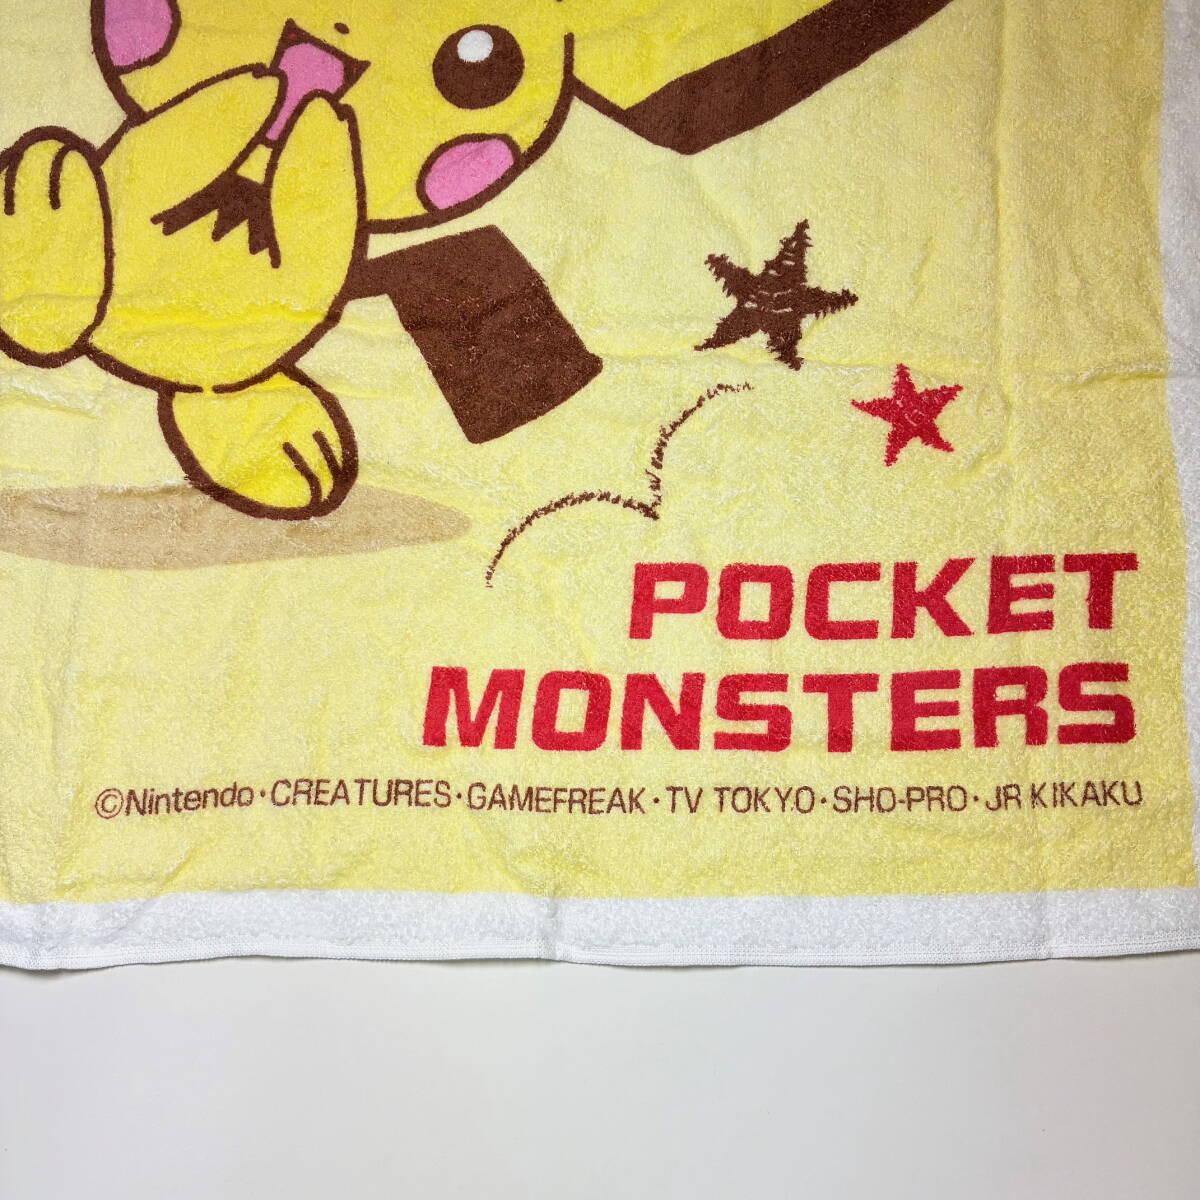 POCKET
MONSTERS
©Nintendo・CREATURES・GAMEFREAK・TV TOKYO・SHO-PRO・JR KIKAKU